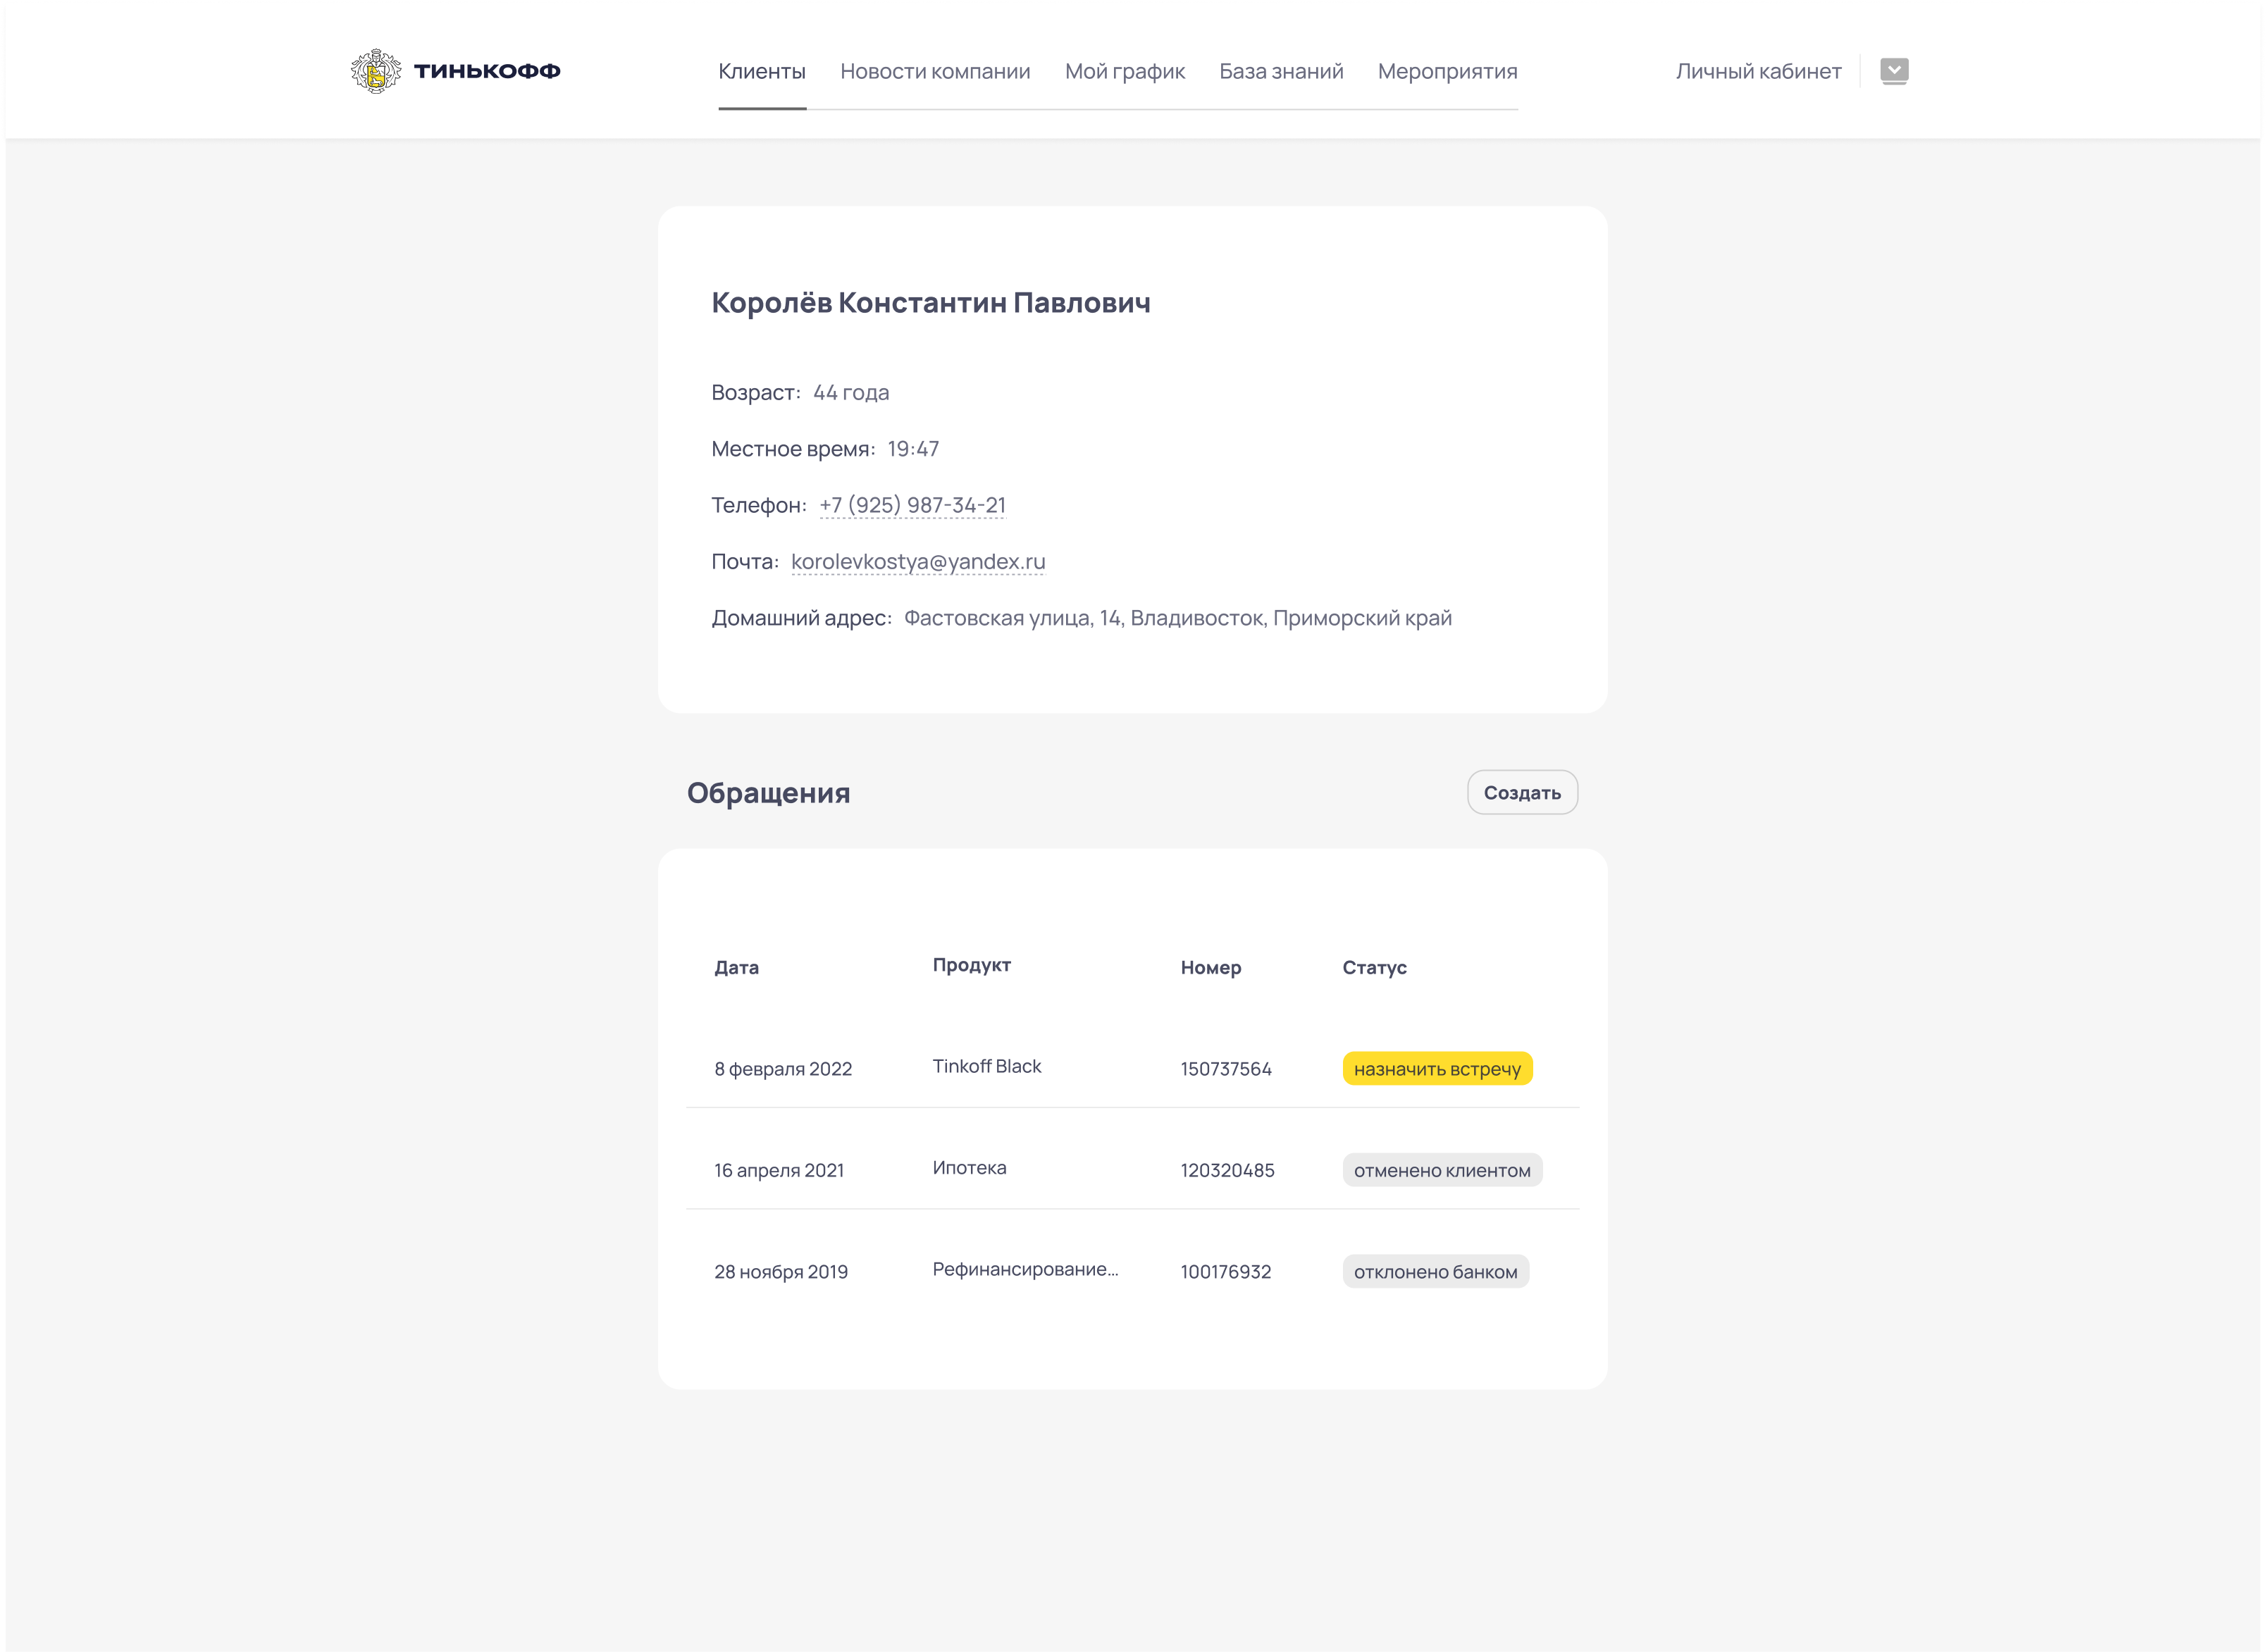 ТИНЬКОФФ
Клиенты Новости компании Мой график База знаний Мероприятия
Личный кабинет
Королёв Константин Павлович
Возраст: 44 года
Местное время: 19:47
Телефон: +7 (925) 987-34-21
Почта: korolevkostya@yandex.ru
Домашний адрес: Фастовская улица, 14, Владивосток, Приморский край
Обращения Создать
Дата Продукт Номер Статус
8 февраля 2022 Tinkoff Black 150737564 назначить встречу
16 апреля 2021 Ипотека 120320485 отменено клиентом
28 ноября 2019 Рефинансирование... 100176932 отклонено банком